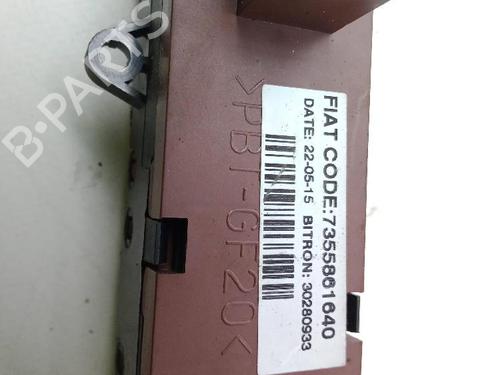 FIAT CODE:7355861640
DATE: 22-05-15 BITRON: 30280933
>PBT-GF20<
B-PARTS